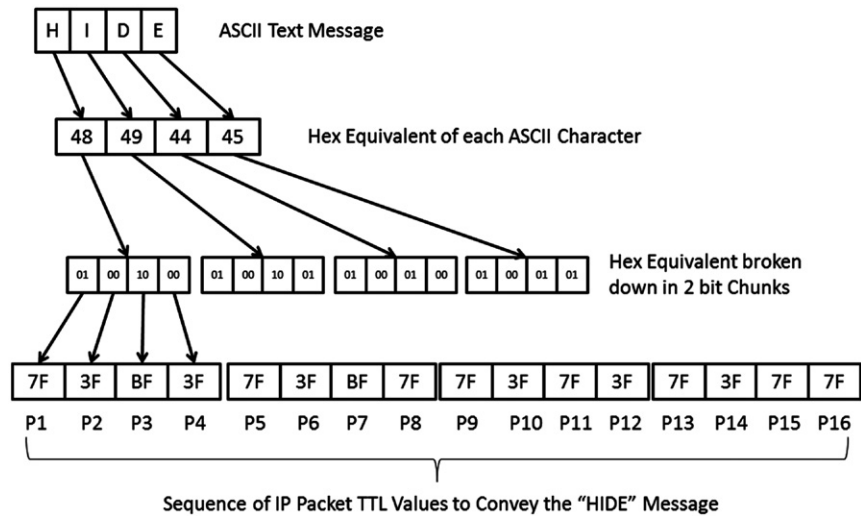 H I D E ASCII Text Message
48 49 44 45 Hex Equivalent of each ASCII Character
01 00 10 00 01 00 10 01 01 00 01 00 01 00 01 01
Hex Equivalent broken
down in 2 bit Chunks
7F 3F BF 3F 7F 3F BF 7F 7F 3F 7F 3F 7F 3F 7F 7F
P1 P2 P3 P4 P5 P6 P7 P8 P9 P10 P11 P12 P13 P14 P15 P16
Sequence of IP Packet TTL Values to Convey the “HIDE” Message